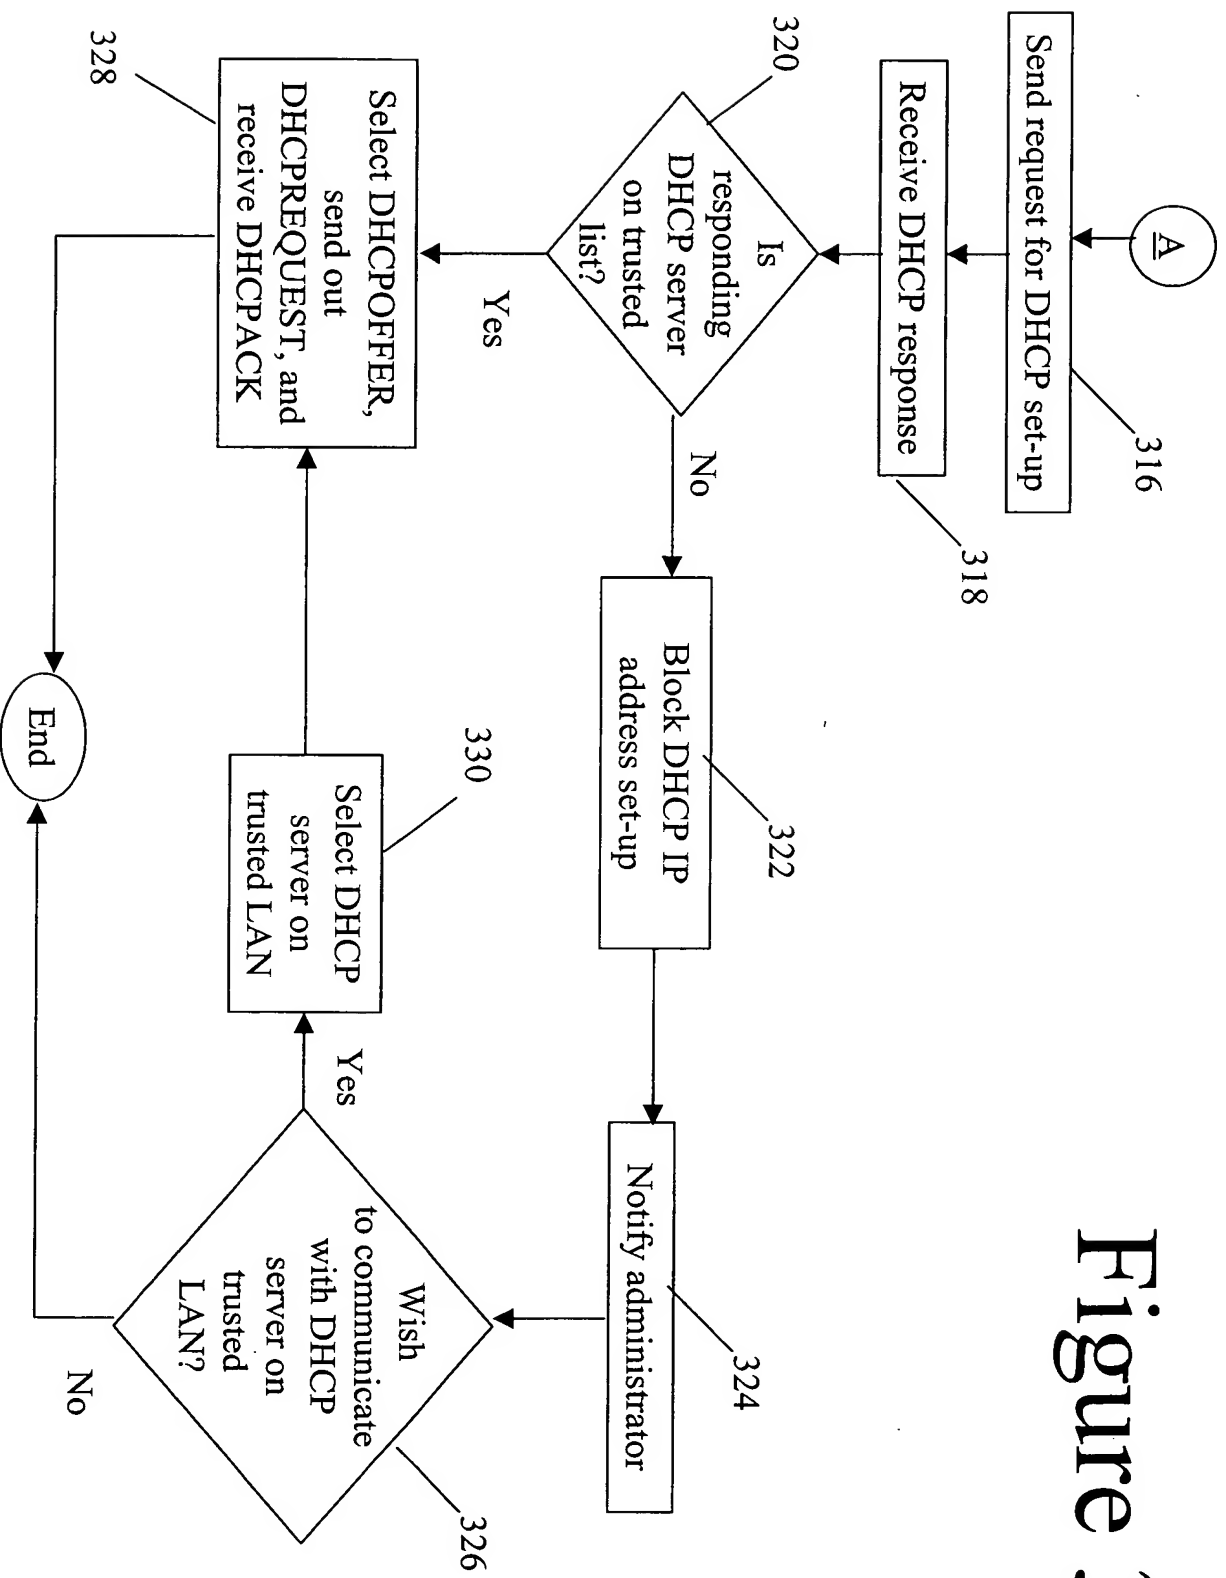 Figure
A
Send request for DHCP set-up
316
Receive DHCP response
318
320
Is
responding
DHCP server
on trusted
list?
No
Yes
Block DHCP IP
address set-up
322
Notify administrator
324
Wish
to communicate
with DHCP
server on
trusted
LAN?
326
Yes
No
Select DHCP
server on
trusted LAN
330
Select DHCPOFFER,
send out
DHCPREQUEST, and
receive DHCPACK
328
End